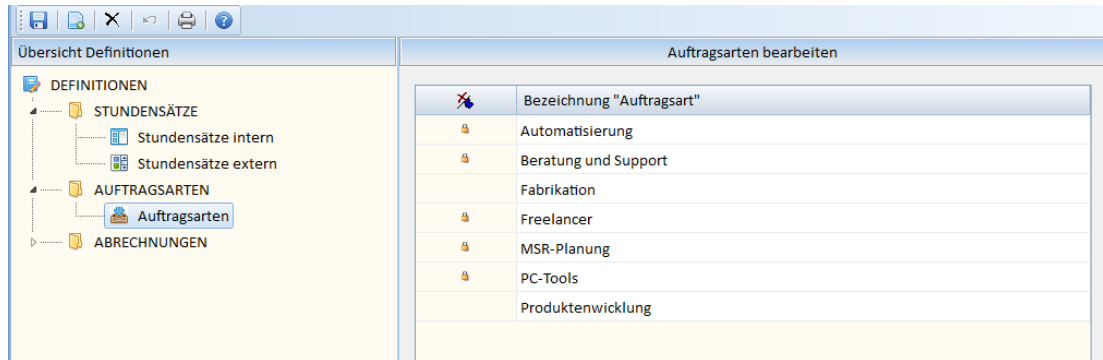 Übersicht Definitionen
DEFINITIONEN
STUNDENSÄTZE
Stundensätze intern
Stundensätze extern
AUFTRAGSARTEN
Auftragsarten
ABRECHNUNGEN
Auftragsarten bearbeiten
Bezeichnung "Auftragsart"
Automatisierung
Beratung und Support
Fabrikation
Freelancer
MSR-Planung
PC-Tools
Produktenwicklung